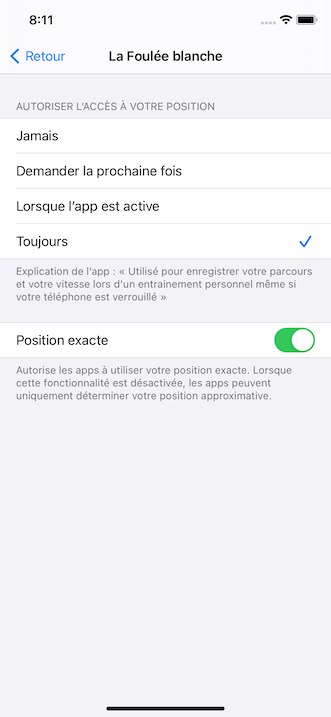 8:11
Retour
La Foulée blanche
AUTORISER L'ACCÈS À VOTRE POSITION
Jamais
Demander la prochaine fois
Lorsque l'app est active
Toujours
Explication de l'app : « Utilisé pour enregistrer votre parcours
et votre vitesse lors d'un entrainement personnel même si
votre téléphone est verrouillé »
Position exacte
Autorise les apps à utiliser votre position exacte. Lorsque
cette fonctionnalité est désactivée, les apps peuvent
uniquement déterminer votre position approximative.